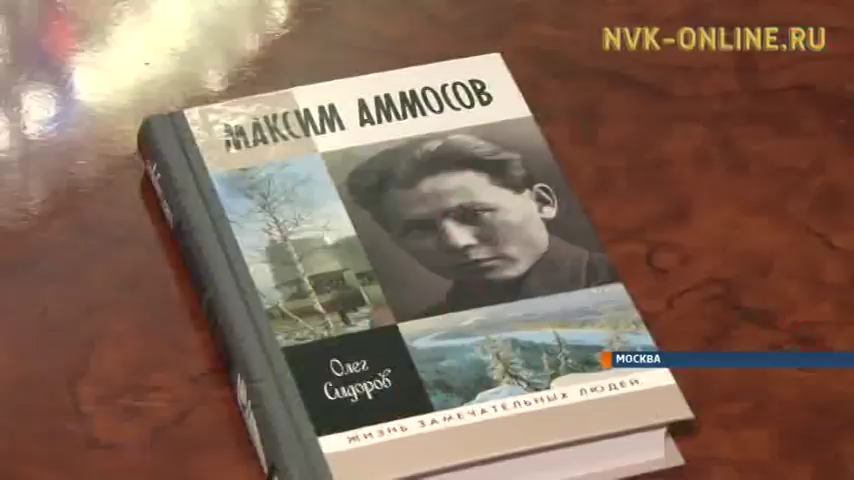 NVK-ONLINE.RU
МАКСИМ АММОСОВ
МОСКВА
Олег
Сидоров
ЖИЗНЬ ЗАМЕЧАТЕЛЬНЫХ ЛЮДЕЙ